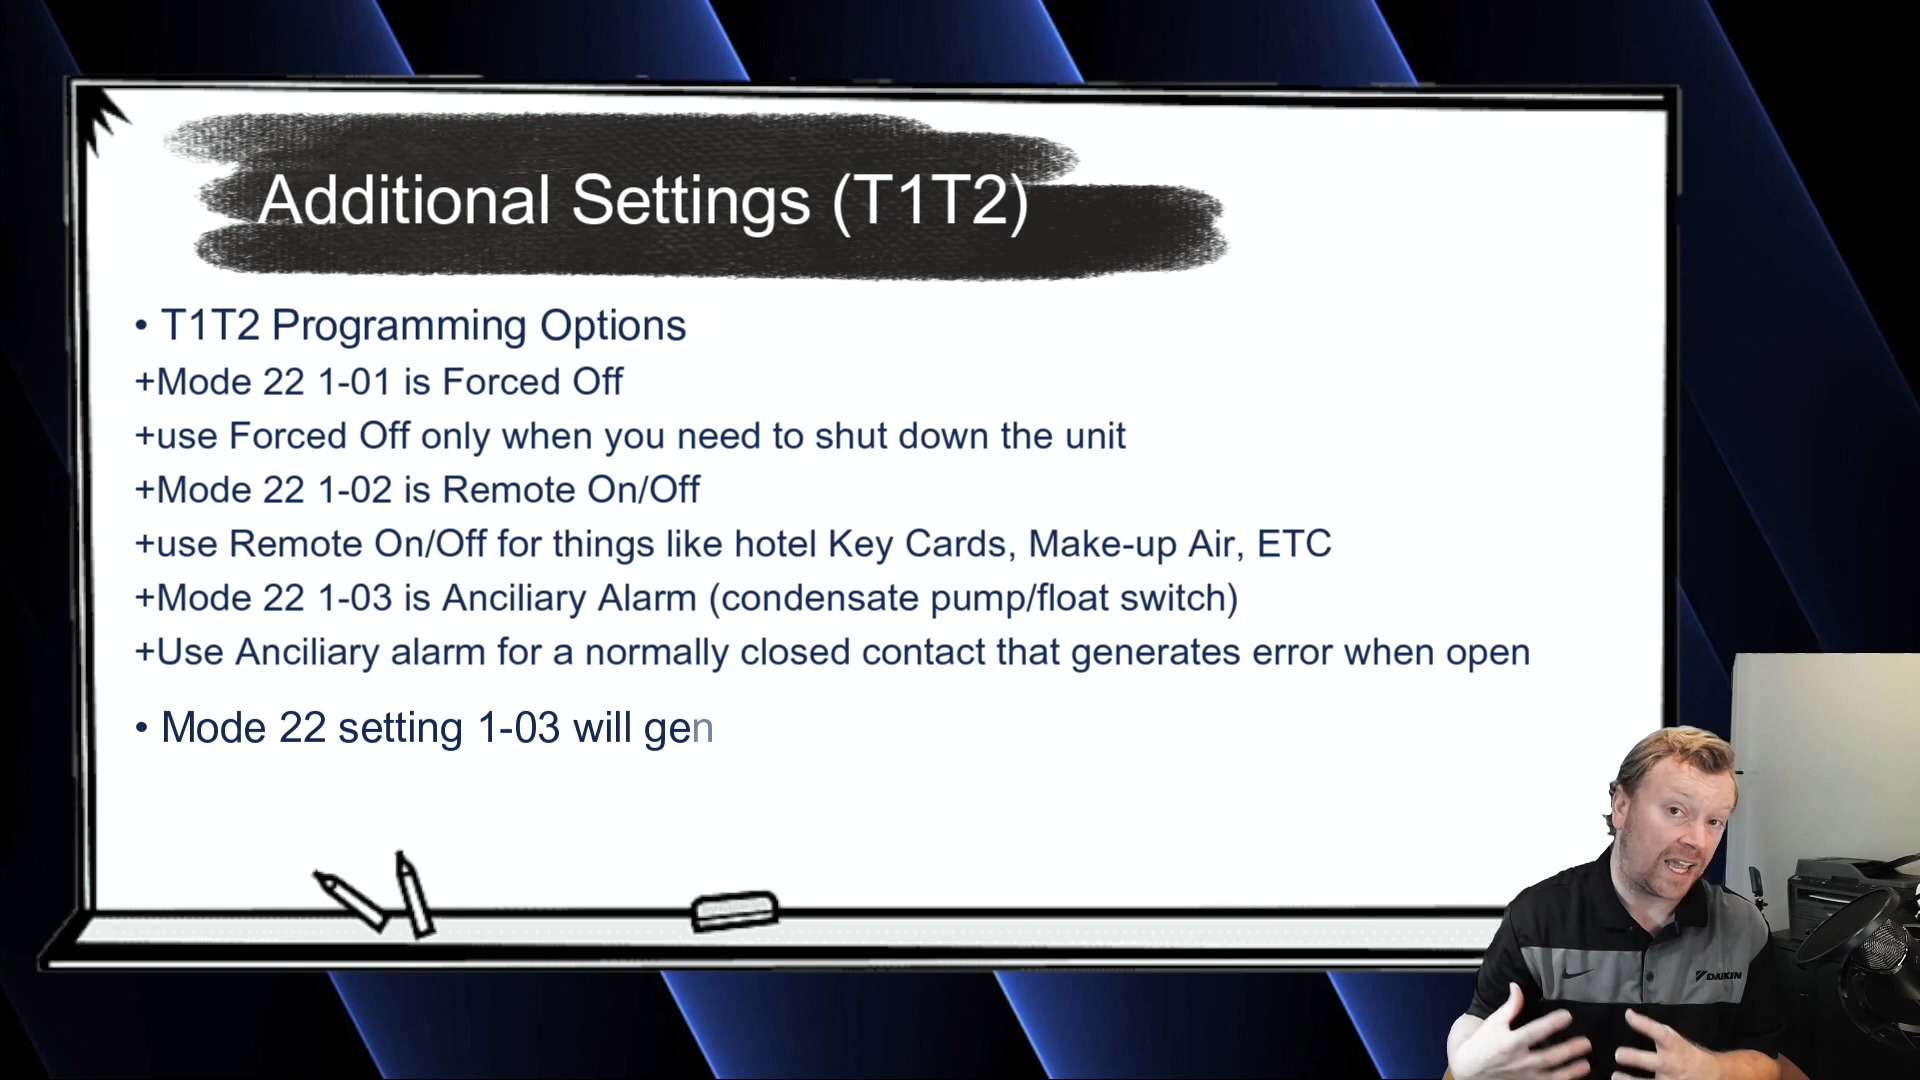 Additional Settings (T1T2)
• T1T2 Programming Options
+Mode 22 1-01 is Forced Off
+use Forced Off only when you need to shut down the unit
+Mode 22 1-02 is Remote On/Off
+use Remote On/Off for things like hotel Key Cards, Make-up Air, ETC
+Mode 22 1-03 is Anciliary Alarm (condensate pump/float switch)
+Use Anciliary alarm for a normally closed contact that generates error when open
• Mode 22 setting 1-03 will gen
DAIKIN